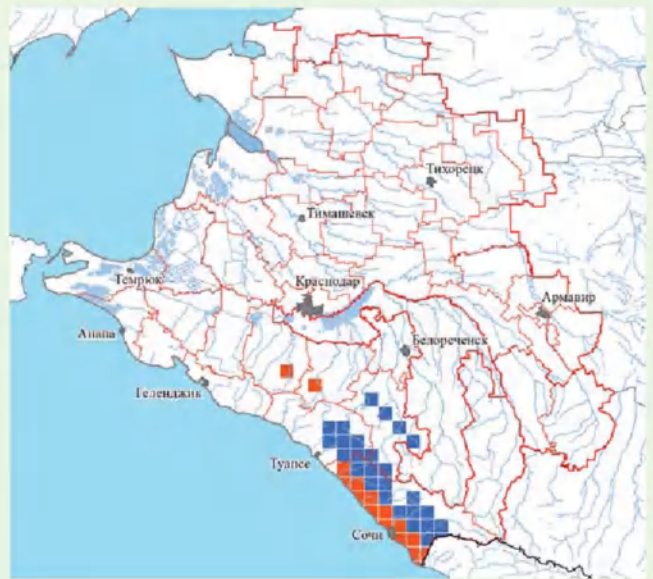 Тихорецк
Тимашевск
Темрюк
Краснодар
Армавир
Анапа
Белореченск
Геленджик
Туапсе
Сочи